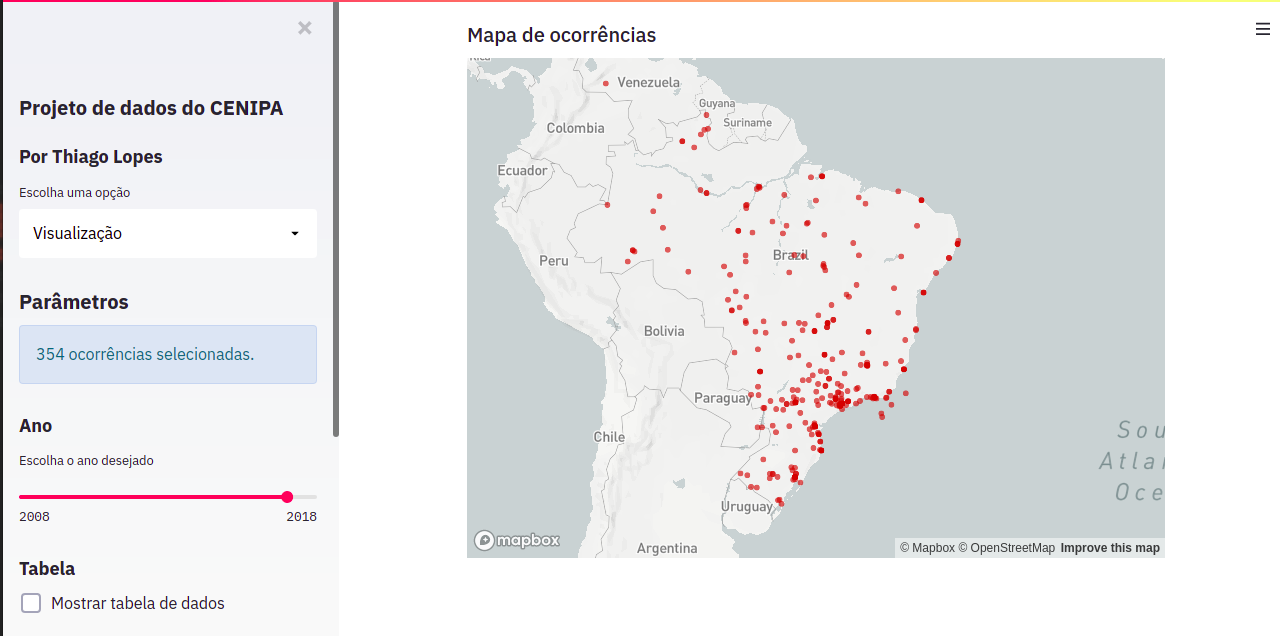 ×
Projeto de dados do CENIPA
Por Thiago Lopes
Escolha uma opção
Visualização
Parâmetros
354 ocorrências selecionadas.
Ano
Escolha o ano desejado
2008 2018
Tabela
Mostrar tabela de dados
Mapa de ocorrências
Venezuela
Guyana
Suriname
Colombia
Ecuador
Peru
Brazil
Bolivia
Paraguay
Chile
Sou
Atlan
Oce
Uruguay
Argentina
mapbox
© Mapbox © OpenStreetMap Improve this map